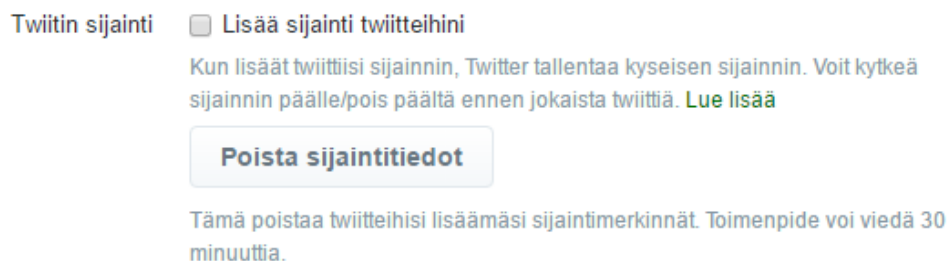 Twiitin sijainti Lisää sijainti twiitteihini
Kun lisäät twiittiisi sijainnin, Twitter tallentaa kyseisen sijainnin. Voit kytkeä
sijainnin päälle/pois päältä ennen jokaista twiittiä. Lue lisää
Poista sijaintitiedot
Tämä poistaa twiitteihisi lisäämäsi sijaintimerkinnät. Toimenpide voi viedä 30
minuuttia.